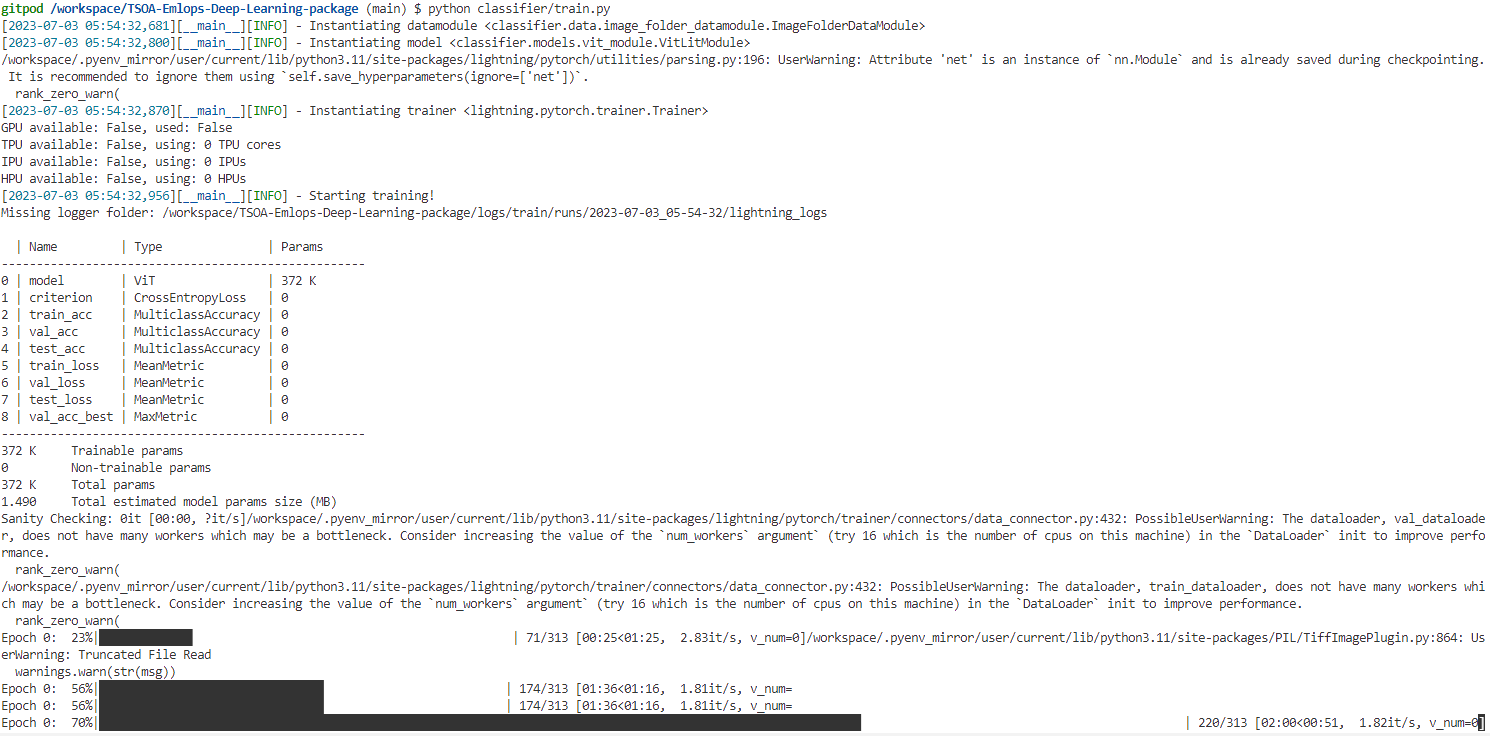 gitpod /workspace/TSOA-Emlops-Deep-Learning-package (main) $ python classifier/train.py
[2023-07-03 05:54:32,681][__main__][INFO] - Instantiating datamodule <classifier.data.image_folder_datamodule.ImageFolderDataModule>
[2023-07-03 05:54:32,800][__main__][INFO] - Instantiating model <classifier.models.vit_module.VitLitModule>
/workspace/.pyenv_mirror/user/current/lib/python3.11/site-packages/lightning/pytorch/utilities/parsing.py:196: UserWarning: Attribute 'net' is an instance of `nn.Module` and is already saved during checkpointing.
 It is recommended to ignore them using `self.save_hyperparameters(ignore=['net'])`.
  rank_zero_warn(
[2023-07-03 05:54:32,870][__main__][INFO] - Instantiating trainer <lightning.pytorch.trainer.Trainer>
GPU available: False, used: False
TPU available: False, using: 0 TPU cores
IPU available: False, using: 0 IPUs
HPU available: False, using: 0 HPUs
[2023-07-03 05:54:32,956][__main__][INFO] - Starting training!
Missing logger folder: /workspace/TSOA-Emlops-Deep-Learning-package/logs/train/runs/2023-07-03_05-54-32/lightning_logs
  | Name         | Type               | Params
----------------------------------------------------
0 | model        | ViT                | 372 K
1 | criterion    | CrossEntropyLoss   | 0
2 | train_acc    | MulticlassAccuracy | 0
3 | val_acc      | MulticlassAccuracy | 0
4 | test_acc     | MulticlassAccuracy | 0
5 | train_loss   | MeanMetric         | 0
6 | val_loss     | MeanMetric         | 0
7 | test_loss    | MeanMetric         | 0
8 | val_acc_best | MaxMetric          | 0
----------------------------------------------------
372 K     Trainable params
0         Non-trainable params
372 K     Total params
1.490     Total estimated model params size (MB)
Sanity Checking: 0it [00:00, ?it/s]/workspace/.pyenv_mirror/user/current/lib/python3.11/site-packages/lightning/pytorch/trainer/connectors/data_connector.py:432: PossibleUserWarning: The dataloader, val_dataloade
r, does not have many workers which may be a bottleneck. Consider increasing the value of the `num_workers` argument` (try 16 which is the number of cpus on this machine) in the `DataLoader` init to improve perfo
rmance.
  rank_zero_warn(
/workspace/.pyenv_mirror/user/current/lib/python3.11/site-packages/lightning/pytorch/trainer/connectors/data_connector.py:432: PossibleUserWarning: The dataloader, train_dataloader, does not have many workers whi
ch may be a bottleneck. Consider increasing the value of the `num_workers` argument` (try 16 which is the number of cpus on this machine) in the `DataLoader` init to improve performance.
  rank_zero_warn(
Epoch 0:  23%| | 71/313 [00:25<01:25,  2.83it/s, v_num=0]/workspace/.pyenv_mirror/user/current/lib/python3.11/site-packages/PIL/TiffImagePlugin.py:864: Us
erWarning: Truncated File Read
  warnings.warn(str(msg))
Epoch 0:  56%| | 174/313 [01:36<01:16,  1.81it/s, v_num=
Epoch 0:  56%| | 174/313 [01:36<01:16,  1.81it/s, v_num=
Epoch 0:  70%| | 220/313 [02:00<00:51,  1.82it/s, v_num=0]